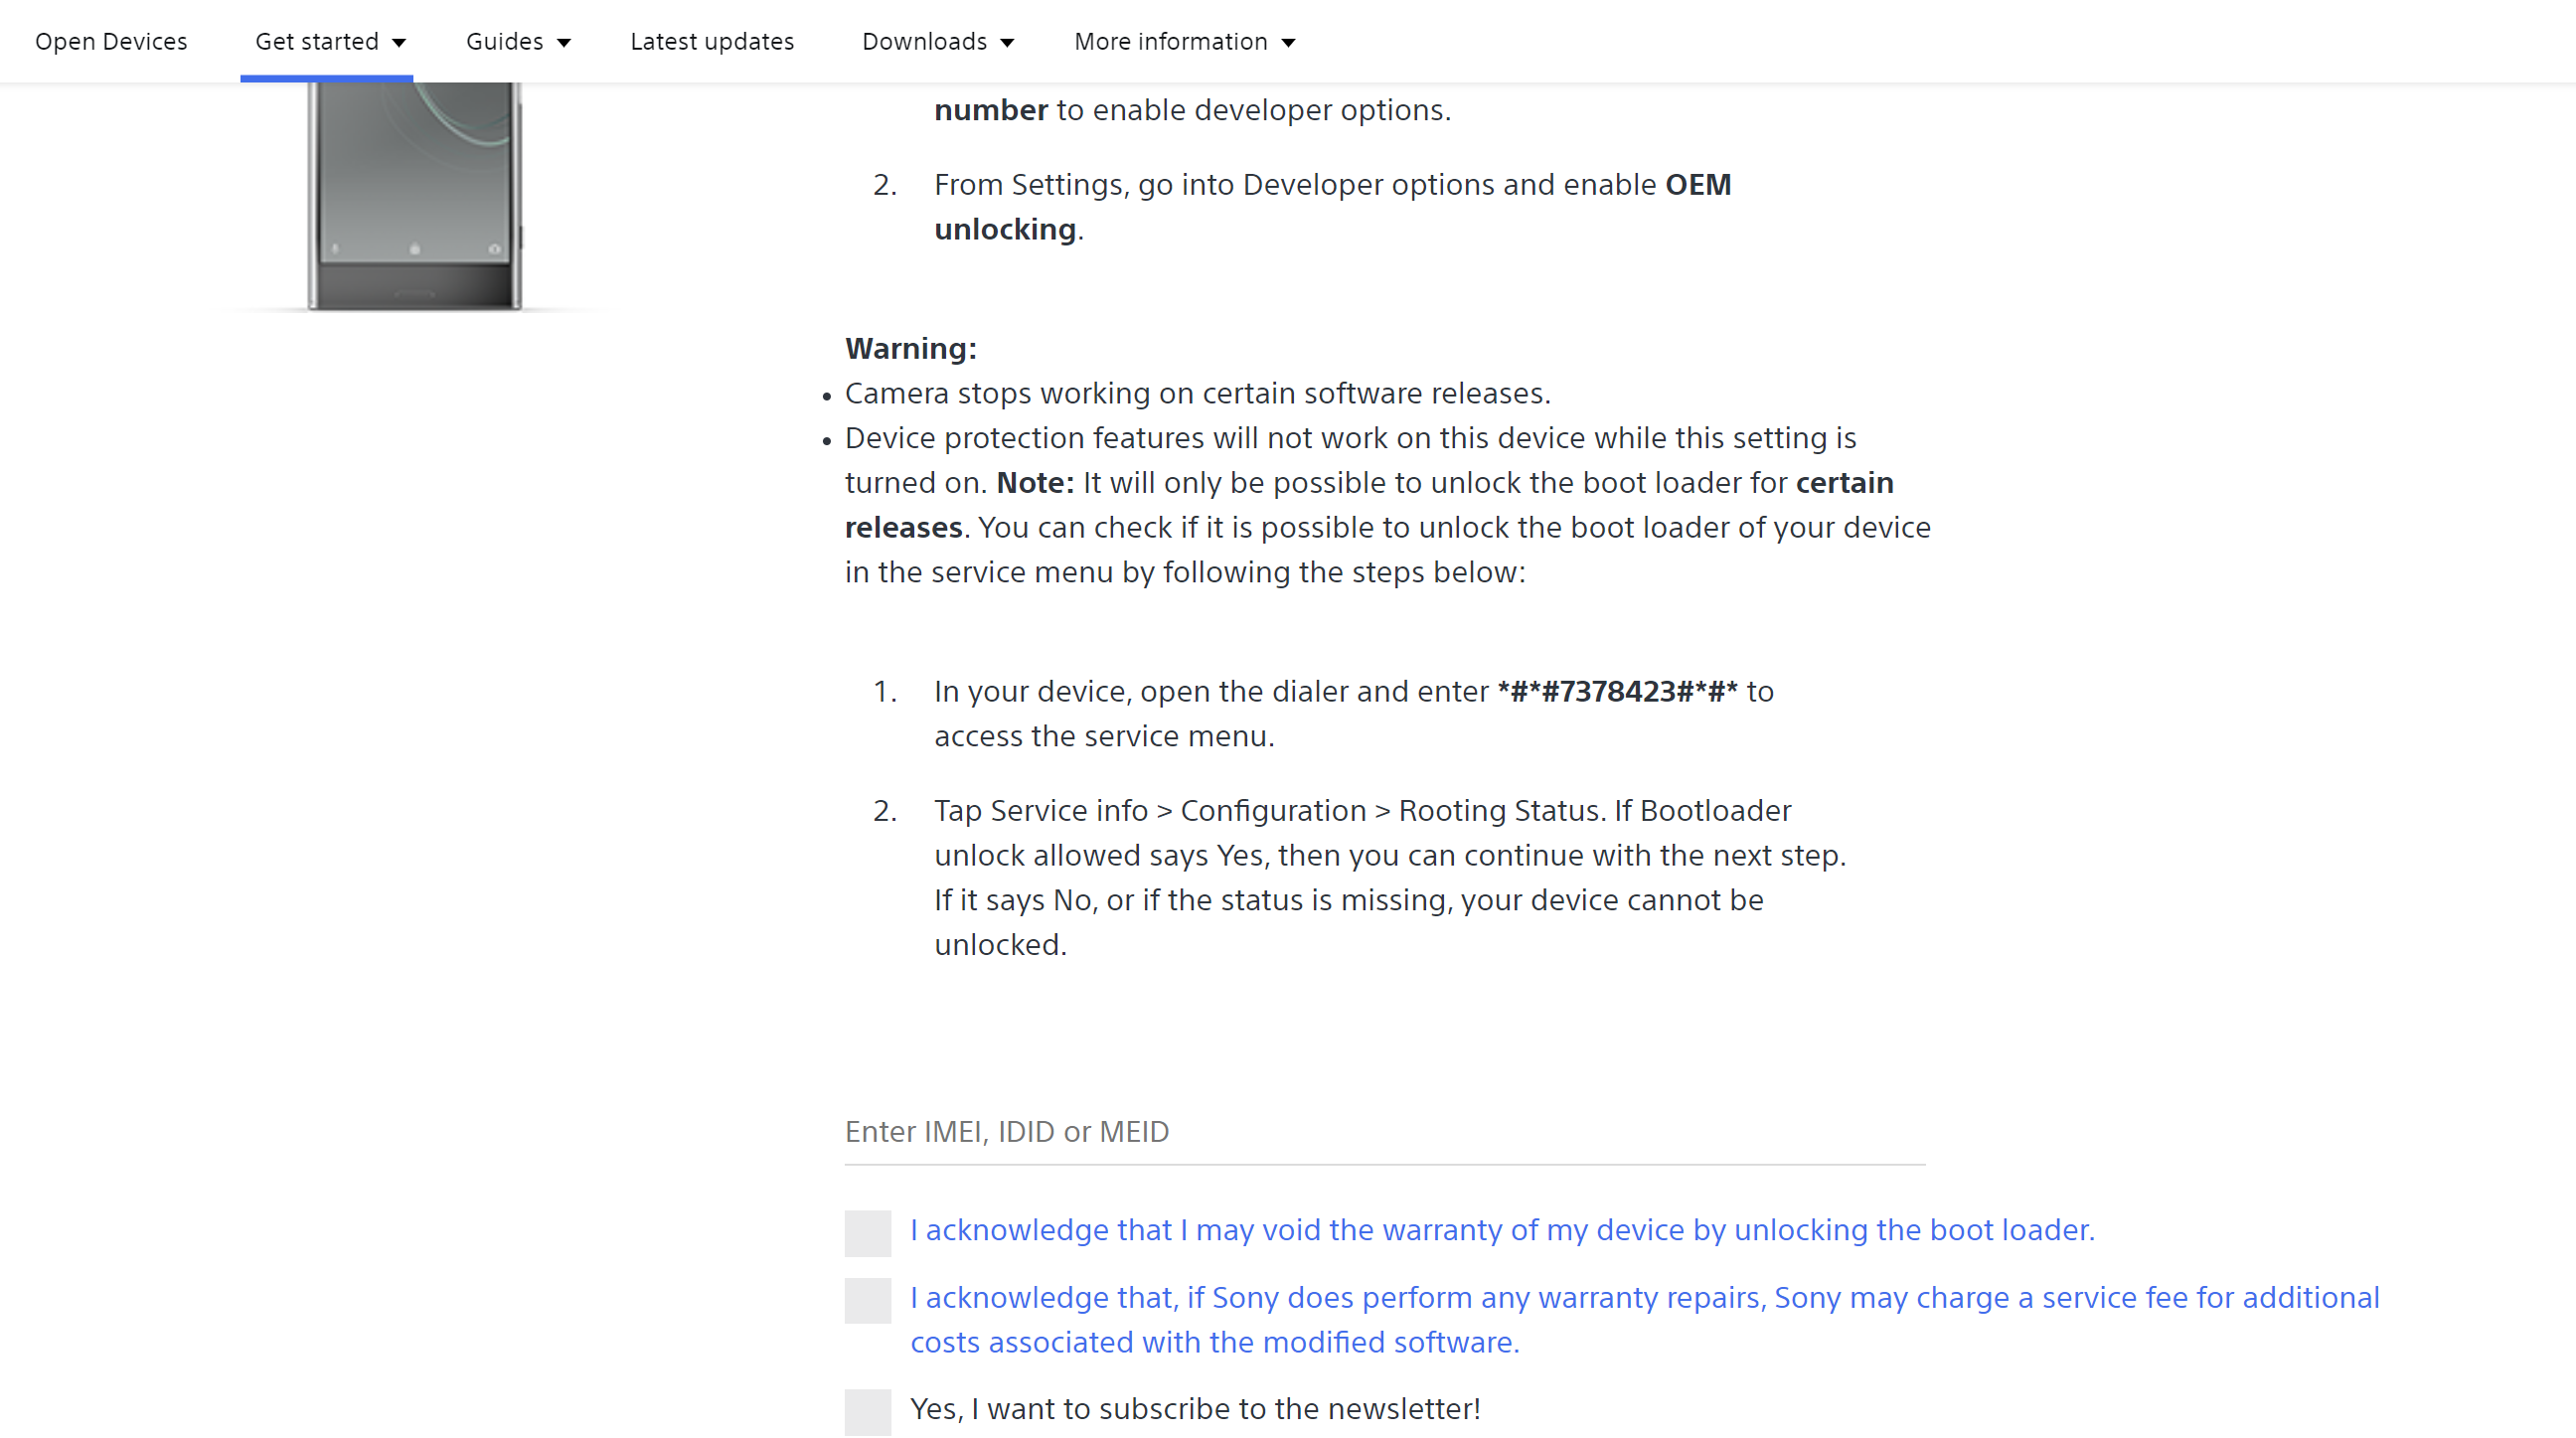 Open Devices Get started Guides Latest updates Downloads More information
number to enable developer options.
2. From Settings, go into Developer options and enable OEM
unlocking.
Warning:
• Camera stops working on certain software releases.
• Device protection features will not work on this device while this setting is
turned on. Note: It will only be possible to unlock the boot loader for certain
releases. You can check if it is possible to unlock the boot loader of your device
in the service menu by following the steps below:
1. In your device, open the dialer and enter *#*#7378423#*#* to
access the service menu.
2. Tap Service info > Configuration > Rooting Status. If Bootloader
unlock allowed says Yes, then you can continue with the next step.
If it says No, or if the status is missing, your device cannot be
unlocked.
Enter IMEI, IDID or MEID
I acknowledge that I may void the warranty of my device by unlocking the boot loader.
I acknowledge that, if Sony does perform any warranty repairs, Sony may charge a service fee for additional
costs associated with the modified software.
Yes, I want to subscribe to the newsletter!